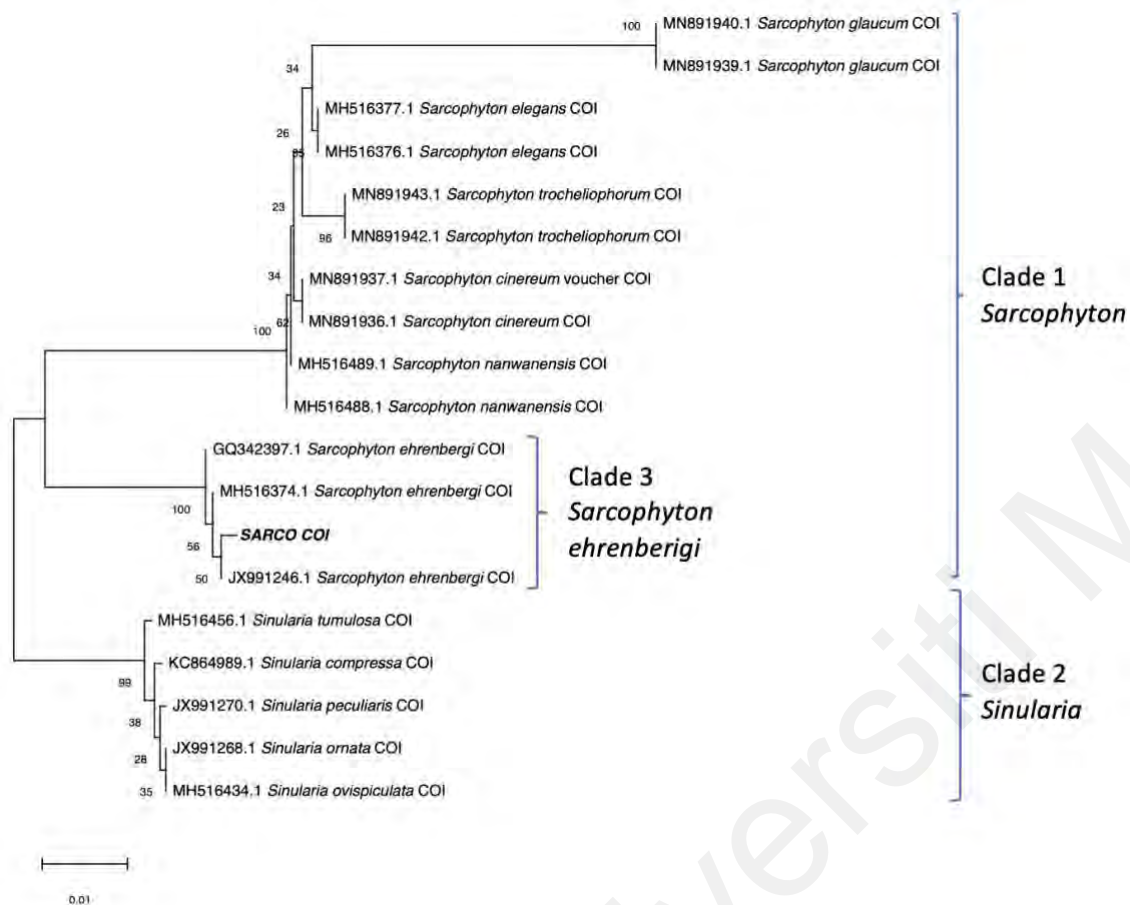 100
MN891940.1 Sarcophyton glaucum COI
MN891939.1 Sarcophyton glaucum COI
34
MH516377.1 Sarcophyton elegans COI
26
MH516376.1 Sarcophyton elegans COI
MN891943.1 Sarcophyton trocheliophorum COI
23
MN891942.1 Sarcophyton trocheliophorum COI
96
MN891937.1 Sarcophyton cinereum voucher COI
34
MN891936.1 Sarcophyton cinereum COI
62
100
MH516489.1 Sarcophyton nanwanensis COI
MH516488.1 Sarcophyton nanwanensis COI
Clade 1
Sarcophyton
GQ342397.1 Sarcophyton ehrenbergi COI
MH516374.1 Sarcophyton ehrenbergi COI
100
SARCO COI
56
JX991246.1 Sarcophyton ehrenbergi COI
50
Clade 3
Sarcophyton
ehrenberigi
MH516456.1 Sinularia tumulosa COI
KC864989.1 Sinularia compressa COI
99
JX991270.1 Sinularia peculiaris COI
38
JX991268.1 Sinularia ornata COI
28
MH516434.1 Sinularia ovispiculata COI
35
Clade 2
Sinularia
0.01
versiti M